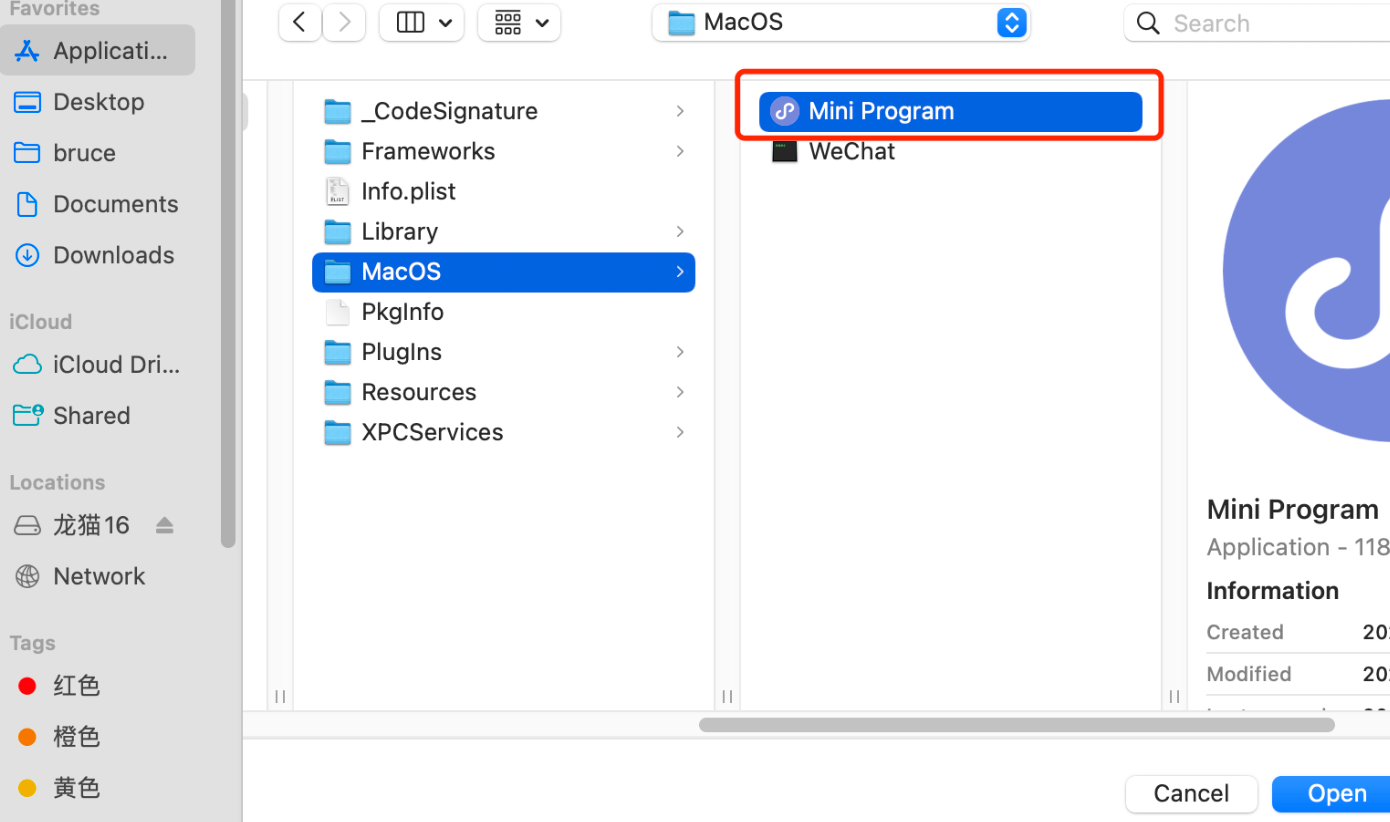 Favorites
Applicati...
Desktop
bruce
Documents
Downloads
iCloud
iCloud Dri...
Shared
Locations
龙猫16
Network
Tags
红色
橙色
黄色
MacOS
Search
_CodeSignature
Frameworks
Info.plist
Library
MacOS
PkgInfo
PlugIns
Resources
XPCServices
Mini Program
WeChat
Mini Program
Application - 118
Information
Created 202
Modified 202
Cancel
Open